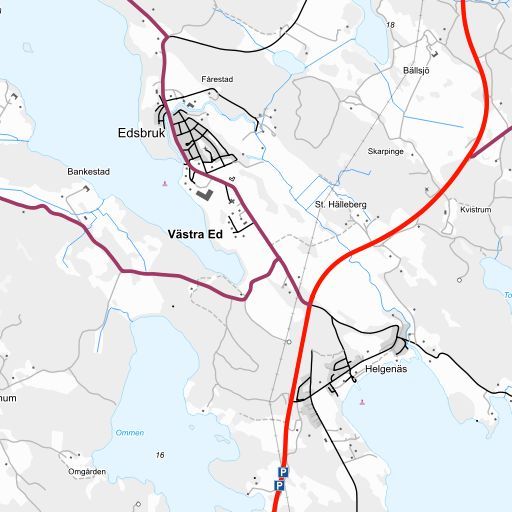 18
Bällsjö
Fårestad
Edsbruk
Skarpinge
Bankestad
St. Hälleberg
Kvistrum
Västra Ed
Helgenäs
num
Ommen
16
Omgården
P
P